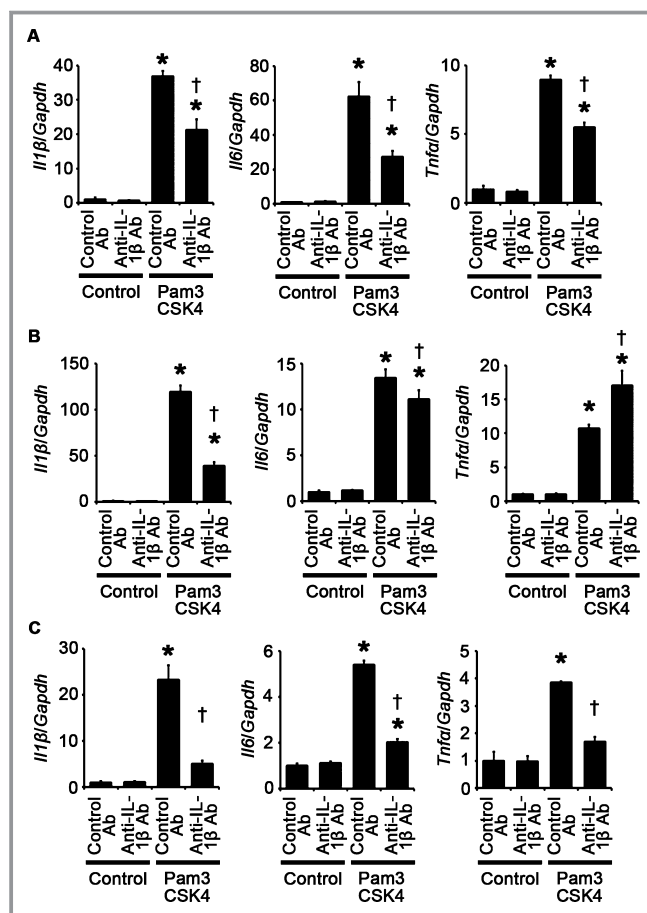 A
Il1β/Gapdh
40
30
20
10
0
*
†
*
Control Ab
Anti-IL-1β Ab
Control Ab
Anti-IL-1β Ab
Control
Pam3
CSK4
Il6/Gapdh
80
60
40
20
0
*
†
*
Control Ab
Anti-IL-1β Ab
Control Ab
Anti-IL-1β Ab
Control
Pam3
CSK4
Tnfα/Gapdh
10
5
0
*
†
*
Control Ab
Anti-IL-1β Ab
Control Ab
Anti-IL-1β Ab
Control
Pam3
CSK4
B
Il1β/Gapdh
150
100
50
0
*
†
*
Control Ab
Anti-IL-1β Ab
Control Ab
Anti-IL-1β Ab
Control
Pam3
CSK4
Il6/Gapdh
15
10
5
0
*
†
*
Control Ab
Anti-IL-1β Ab
Control Ab
Anti-IL-1β Ab
Control
Pam3
CSK4
Tnfα/Gapdh
20
15
10
5
0
*
†
*
Control Ab
Anti-IL-1β Ab
Control Ab
Anti-IL-1β Ab
Control
Pam3
CSK4
C
Il1β/Gapdh
30
20
10
0
*
†
Control Ab
Anti-IL-1β Ab
Control Ab
Anti-IL-1β Ab
Control
Pam3
CSK4
Il6/Gapdh
6
4
2
0
*
†
*
Control Ab
Anti-IL-1β Ab
Control Ab
Anti-IL-1β Ab
Control
Pam3
CSK4
Tnfα/Gapdh
5
4
3
2
1
0
*
†
Control Ab
Anti-IL-1β Ab
Control Ab
Anti-IL-1β Ab
Control
Pam3
CSK4